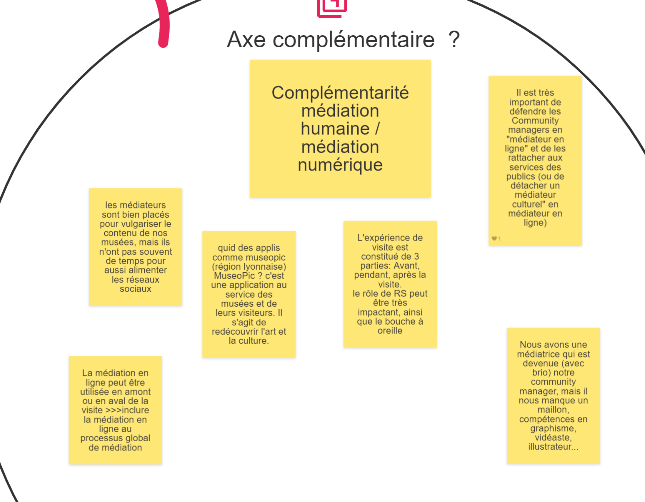 Axe complémentaire ?
Complémentarité
médiation
humaine /
médiation
numérique
Il est très
important de
défendre les
Community
managers en
"médiateur en
ligne" et de les
rattacher aux
services des
publics (ou de
détacher un
médiateur
culturel" en
médiateur en
ligne)
les médiateurs
sont bien placés
pour vulgariser le
contenu de nos
musées, mais ils
n'ont pas souvent
de temps pour
aussi alimenter
les réseaux
sociaux
quid des applis
comme museopic
(région lyonnaise)
MuseoPic ? c'est
une application au
service des
musées et de
leurs visiteurs. Il
s'agit de
redécouvrir l'art et
la culture.
L'expérience de
visite est
constitué de 3
parties: Avant,
pendant, après la
visite.
le rôle de RS peut
être très
impactant, ainsi
que le bouche à
oreille
La médiation en
ligne peut être
utilisée en amont
ou en aval de la
visite >>>inclure
la médiation en
ligne au
processus global
de médiation
Nous avons une
médiatrice qui est
devenue (avec
brio) notre
community
manager, mais il
nous manque un
maillon,
compétences en
graphisme,
vidéaste,
illustrateur...